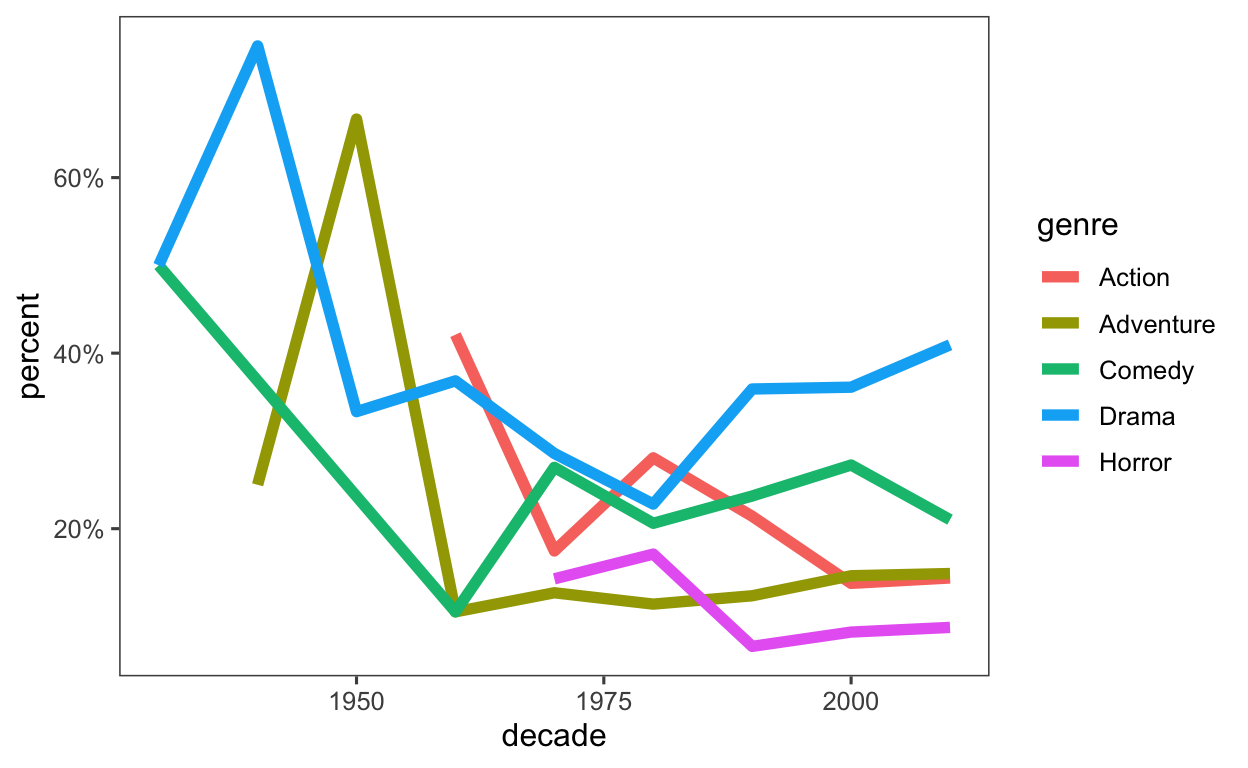 60%
40%
20%
percent
1950
1975
2000
decade
genre
Action
Adventure
Comedy
Drama
Horror